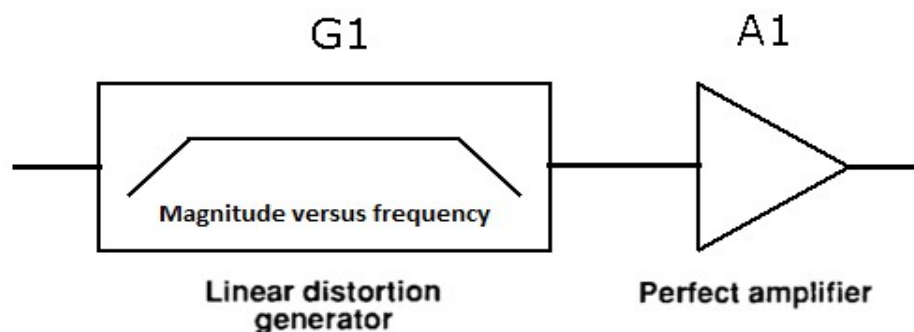 G1
A1
Magnitude versus frequency
Linear distortion
generator
Perfect amplifier